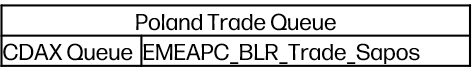 Poland Trade Queue
CDAX Queue EMEAPC_BLR_Trade_Sapos